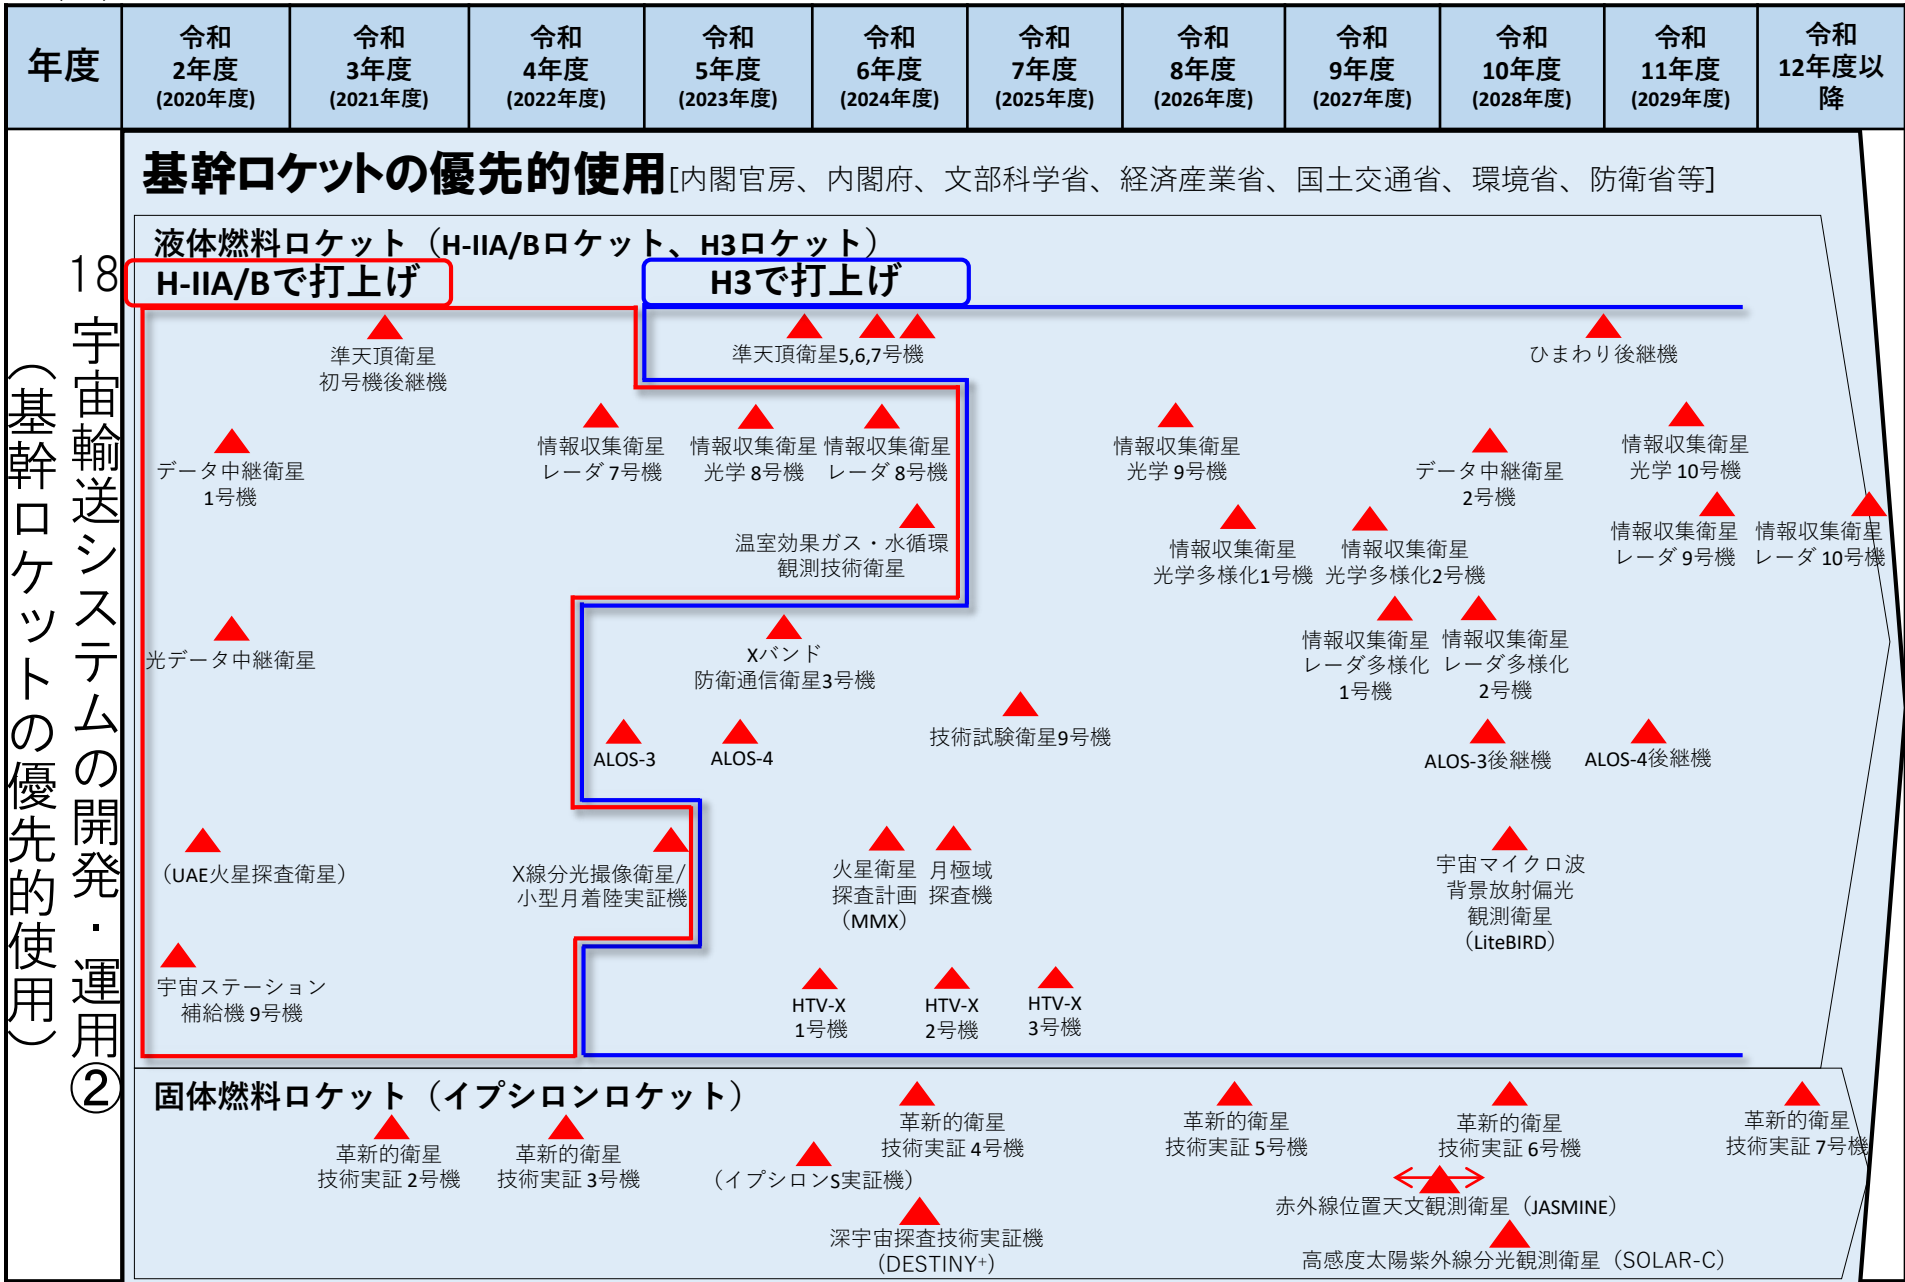 年度
令和
2年度
(2020年度)
令和
3年度
(2021年度)
令和
4年度
(2022年度)
令和
5年度
(2023年度)
令和
6年度
(2024年度)
令和
7年度
(2025年度)
令和
8年度
(2026年度)
令和
9年度
(2027年度)
令和
10年度
(2028年度)
令和
11年度
(2029年度)
令和
12年度以
降
18 宇宙輸送システムの開発・運用②
（基幹ロケットの優先的使用）
基幹ロケットの優先的使用[内閣官房、内閣府、文部科学省、経済産業省、国土交通省、環境省、防衛省等]
液体燃料ロケット（H-IIA/Bロケット、H3ロケット）
H-IIA/Bで打上げ
H3で打上げ
準天頂衛星
初号機後継機
準天頂衛星5,6,7号機
ひまわり後継機
データ中継衛星
1号機
情報収集衛星
レーダ 7号機
情報収集衛星
光学 8号機
情報収集衛星
レーダ 8号機
情報収集衛星
光学 9号機
データ中継衛星
2号機
情報収集衛星
光学 10号機
温室効果ガス・水循環
観測技術衛星
情報収集衛星
光学多様化1号機
情報収集衛星
光学多様化2号機
情報収集衛星
レーダ 9号機
情報収集衛星
レーダ 10号機
光データ中継衛星
Xバンド
防衛通信衛星3号機
情報収集衛星
レーダ多様化
1号機
情報収集衛星
レーダ多様化
2号機
技術試験衛星9号機
ALOS-3
ALOS-4
ALOS-3後継機
ALOS-4後継機
（UAE火星探査衛星）
X線分光撮像衛星/
小型月着陸実証機
火星衛星
探査計画
（MMX）
月極域
探査機
宇宙マイクロ波
背景放射偏光
観測衛星
（LiteBIRD）
宇宙ステーション
補給機 9号機
HTV-X
1号機
HTV-X
2号機
HTV-X
3号機
固体燃料ロケット（イプシロンロケット）
革新的衛星
技術実証 2号機
革新的衛星
技術実証 3号機
（イプシロンS実証機）
革新的衛星
技術実証 4号機
革新的衛星
技術実証 5号機
革新的衛星
技術実証 6号機
革新的衛星
技術実証 7号機
赤外線位置天文観測衛星（JASMINE）
深宇宙探査技術実証機
（DESTINY⁺）
高感度太陽紫外線分光観測衛星（SOLAR-C）